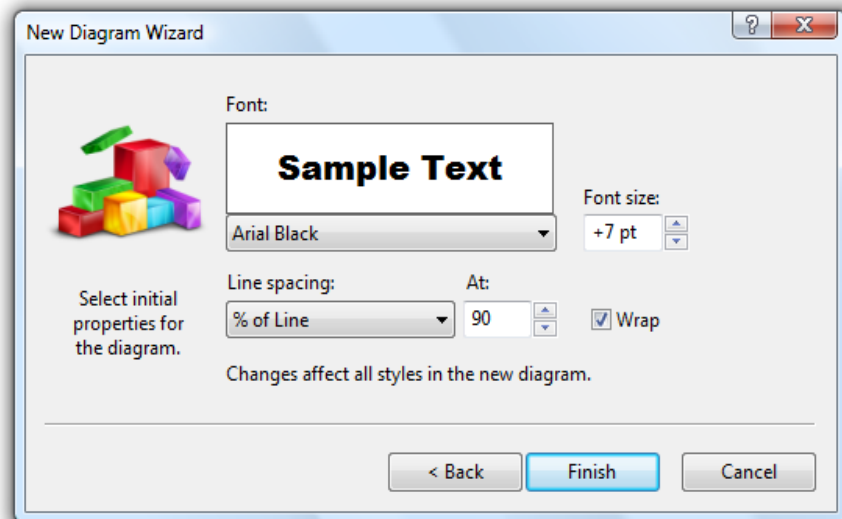 New Diagram Wizard
?
X
Font:
Sample Text
Font size:
Arial Black
+7 pt
Line spacing:
At:
% of Line
90
Wrap
Select initial
properties for
the diagram.
Changes affect all styles in the new diagram.
< Back
Finish
Cancel